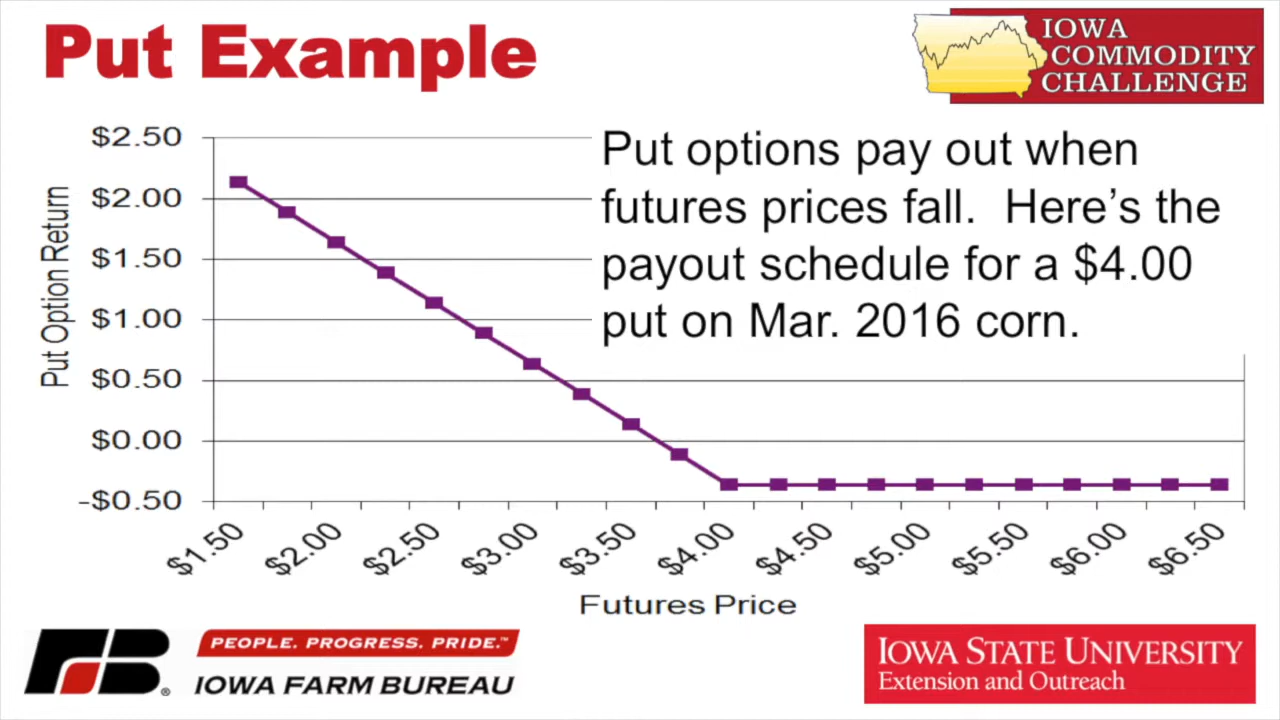 Put Example
IOWA
COMMODITY
CHALLENGE
Put options pay out when
futures prices fall.  Here's the
payout schedule for a $4.00
put on Mar. 2016 corn.
Put Option Return
$2.50
$2.00
$1.50
$1.00
$0.50
$0.00
-$0.50
$1.50 $2.00 $2.50 $3.00 $3.50 $4.00 $4.50 $5.00 $5.50 $6.00 $6.50
Futures Price
FB®
PEOPLE. PROGRESS. PRIDE.™
IOWA FARM BUREAU
IOWA STATE UNIVERSITY
Extension and Outreach